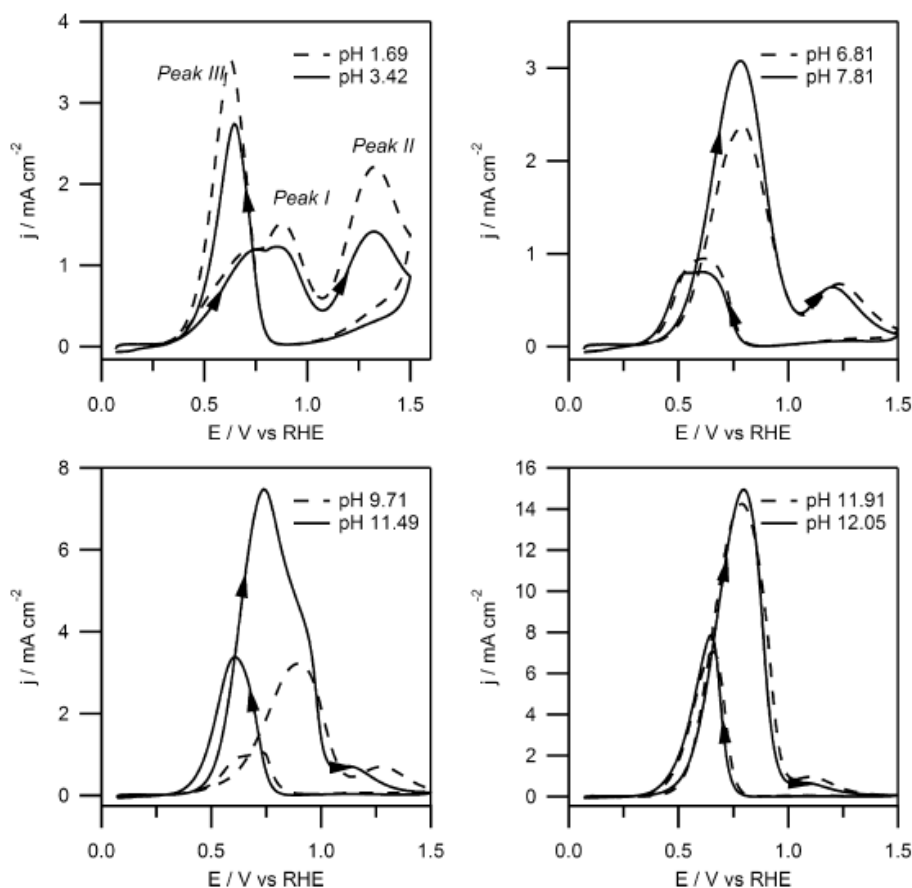 4
3
2
1
0
0.0
0.5
1.0
1.5
j / mA cm-2
E / V vs RHE
pH 1.69
pH 3.42
Peak III
Peak II
Peak I
3
2
1
0
0.0
0.5
1.0
1.5
j / mA cm-2
E / V vs RHE
pH 6.81
pH 7.81
8
6
4
2
0
0.0
0.5
1.0
1.5
j / mA cm-2
E / V vs RHE
pH 9.71
pH 11.49
16
14
12
10
8
6
4
2
0
0.0
0.5
1.0
1.5
j / mA cm-2
E / V vs RHE
pH 11.91
pH 12.05